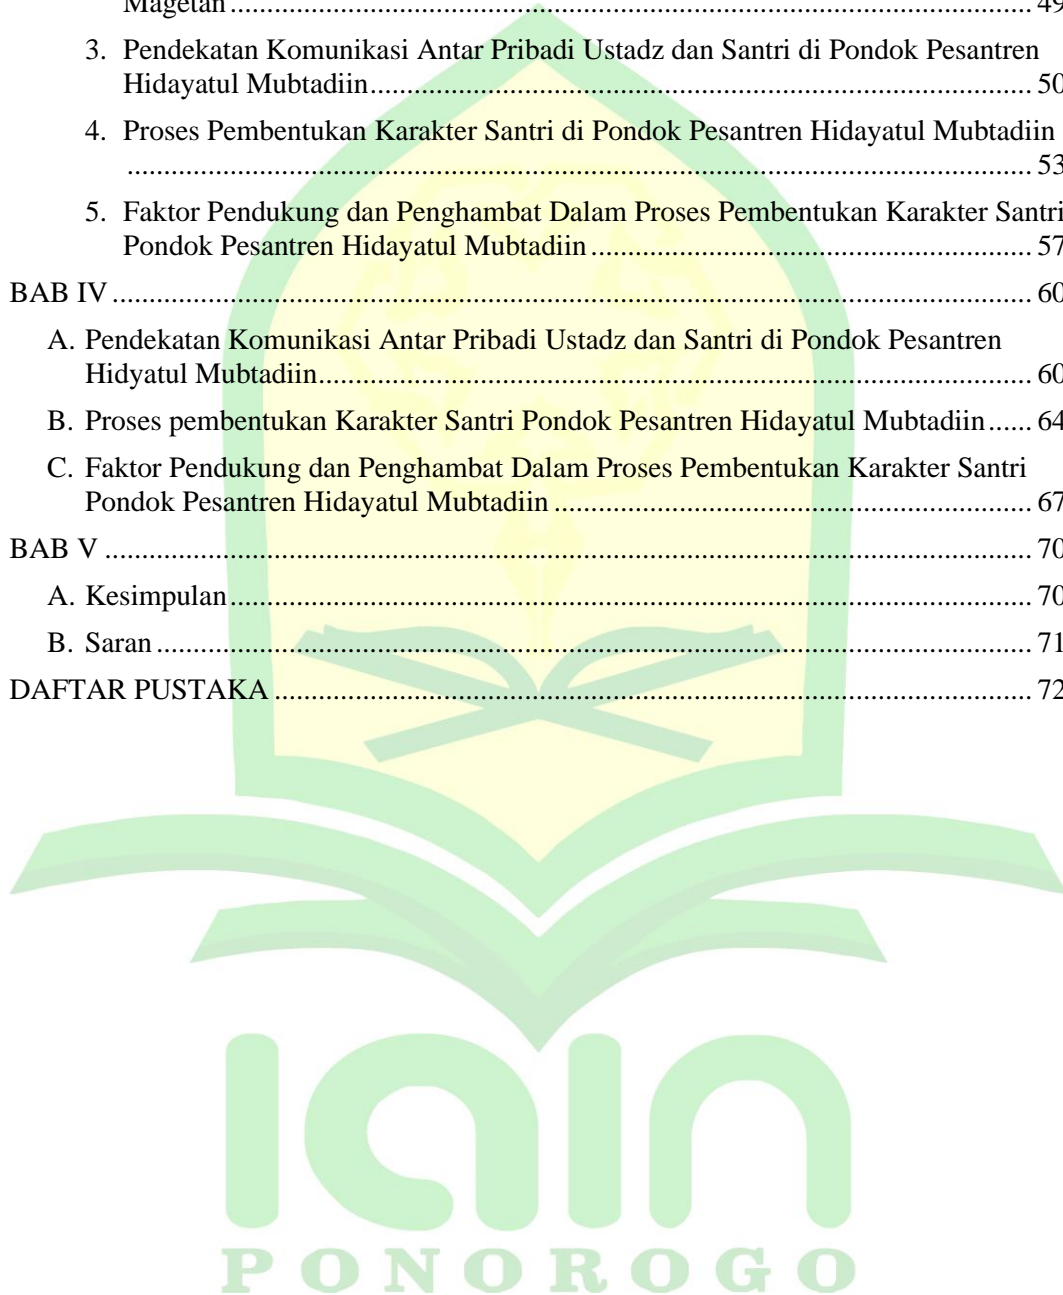 Magetan ........ 49
3. Pendekatan Komunikasi Antar Pribadi Ustadz dan Santri di Pondok Pesantren
Hidayatul Mubtadiin ........ 50
4. Proses Pembentukan Karakter Santri di Pondok Pesantren Hidayatul Mubtadiin
........ 53
5. Faktor Pendukung dan Penghambat Dalam Proses Pembentukan Karakter Santri
Pondok Pesantren Hidayatul Mubtadiin ........ 57
BAB IV ........ 60
A. Pendekatan Komunikasi Antar Pribadi Ustadz dan Santri di Pondok Pesantren
Hidyatul Mubtadiin ........ 60
B. Proses pembentukan Karakter Santri Pondok Pesantren Hidayatul Mubtadiin ...... 64
C. Faktor Pendukung dan Penghambat Dalam Proses Pembentukan Karakter Santri
Pondok Pesantren Hidayatul Mubtadiin ........ 67
BAB V ........ 70
A. Kesimpulan ........ 70
B. Saran ........ 71
DAFTAR PUSTAKA ........ 72
iain
PONOROGO